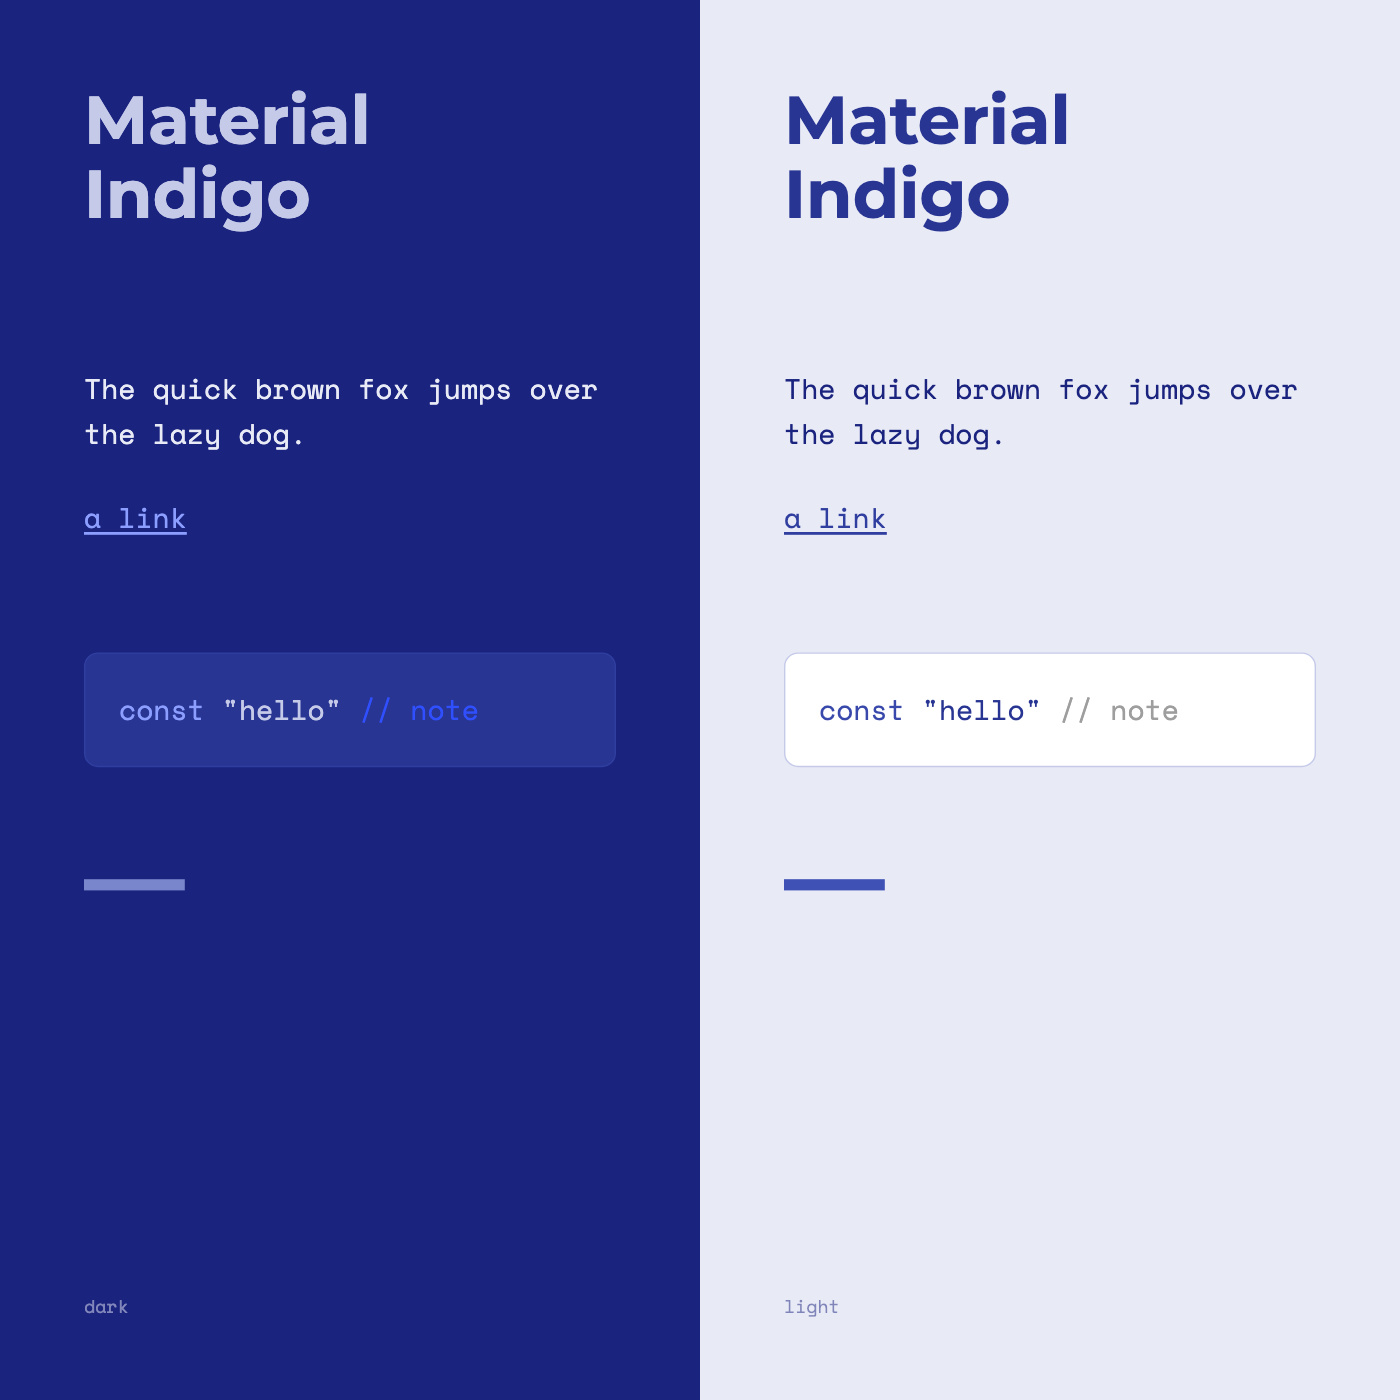 Material
Indigo
The quick brown fox jumps over
the lazy dog.
a link
const "hello" // note
dark
Material
Indigo
The quick brown fox jumps over
the lazy dog.
a link
const "hello" // note
light